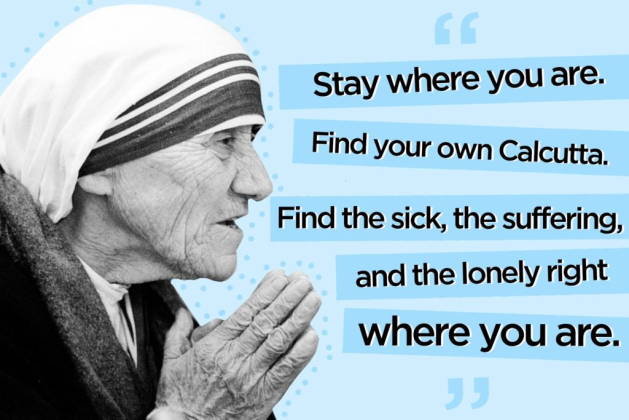 “
Stay where you are.
Find your own Calcutta.
Find the sick, the suffering,
and the lonely right
where you are.
”